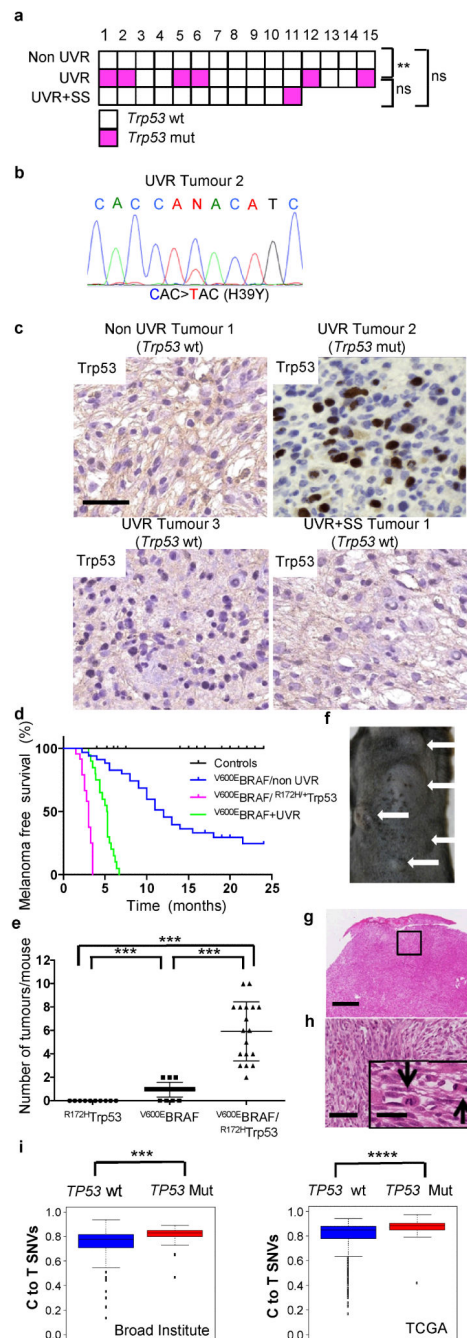 a
1 2 3 4 5 6 7 8 9 10 11 12 13 14 15
Non UVR
UVR
UVR+SS
**
ns
ns
Trp53 wt
Trp53 mut
b
UVR Tumour 2
C A C C A N A C A T C
CAC>TAC (H39Y)
c
Non UVR Tumour 1
(Trp53 wt)
UVR Tumour 2
(Trp53 mut)
Trp53
Trp53
UVR Tumour 3
(Trp53 wt)
UVR+SS Tumour 1
(Trp53 wt)
Trp53
Trp53
d
Melanoma free survival (%)
100
50
0
0 5 10 15 20 25
Time (months)
Controls
V600EBRAF/non UVR
V600EBRAF/R172H/+Trp53
V600EBRAF+UVR
e
Number of tumours/mouse
12
10
8
6
4
2
0
***
***
***
R172HTrp53
V600EBRAF
V600EBRAF/
R172HTrp53
f
g
h
i
***
TP53 wt
TP53 Mut
C to T SNVs
1.0
0.8
0.6
0.4
0.2
0.0
Broad Institute
****
TP53 wt
TP53 Mut
C to T SNVs
1.0
0.8
0.6
0.4
0.2
0.0
TCGA